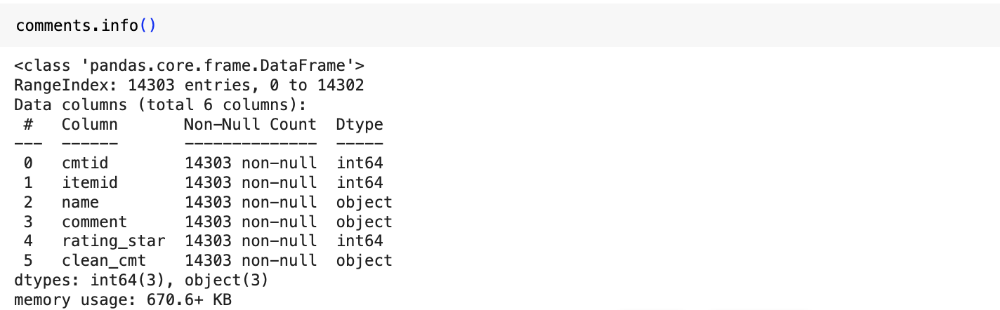 comments.info()
<class 'pandas.core.frame.DataFrame'>
RangeIndex: 14303 entries, 0 to 14302
Data columns (total 6 columns):
 #   Column       Non-Null Count  Dtype
---  ------       --------------  -----
 0   cmtid        14303 non-null  int64
 1   itemid       14303 non-null  int64
 2   name         14303 non-null  object
 3   comment      14303 non-null  object
 4   rating_star  14303 non-null  int64
 5   clean_cmt    14303 non-null  object
dtypes: int64(3), object(3)
memory usage: 670.6+ KB